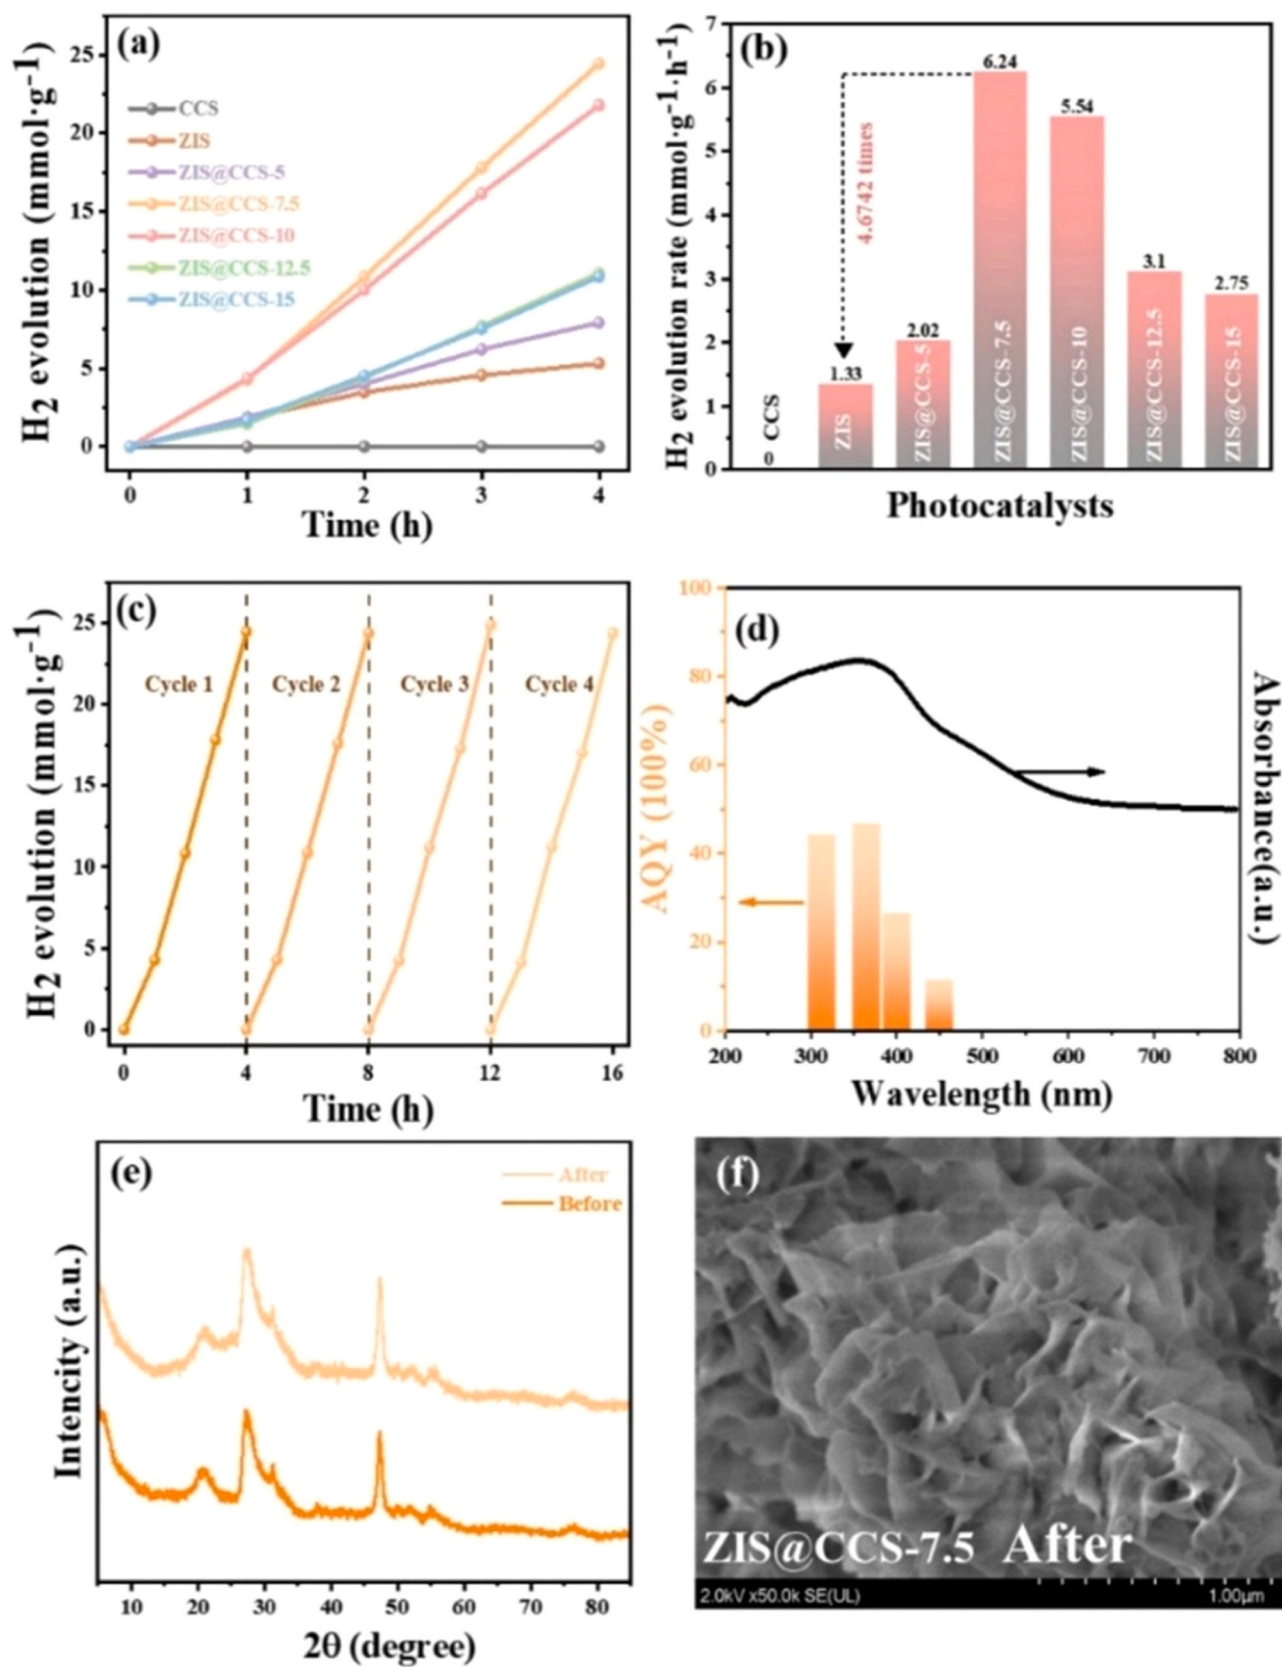 (a)
H2 evolution (mmol·g⁻¹)
25
20
15
10
5
0
CCS
ZIS
ZIS@CCS-5
ZIS@CCS-7.5
ZIS@CCS-10
ZIS@CCS-12.5
ZIS@CCS-15
0 1 2 3 4
Time (h)
(b)
H2 evolution rate (mmol·g⁻¹·h⁻¹)
7
6
5
4
3
2
1
0
4.6742 times
0
1.33
2.02
6.24
5.54
3.1
2.75
CCS
ZIS
ZIS@CCS-5
ZIS@CCS-7.5
ZIS@CCS-10
ZIS@CCS-12.5
ZIS@CCS-15
Photocatalysts
(c)
H2 evolution (mmol·g⁻¹)
25
20
15
10
5
0
Cycle 1 Cycle 2 Cycle 3 Cycle 4
0 4 8 12 16
Time (h)
(d)
AQY (100%)
100
80
60
40
20
0
Absorbance(a.u.)
200 300 400 500 600 700 800
Wavelength (nm)
(e)
After
Before
Intencity (a.u.)
10 20 30 40 50 60 70 80
2θ (degree)
(f)
ZIS@CCS-7.5 After
2.0kV x50.0k SE(UL) 1.00μm